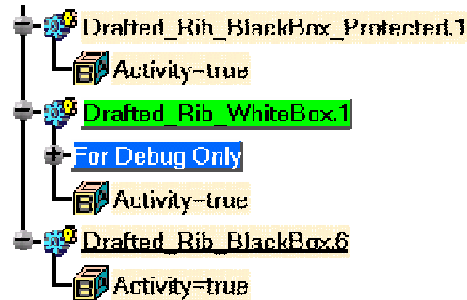 Drafted_Rib_BlackBox_Protected.1
Activity=true
Drafted_Rib_WhiteBox.1
For Debug Only
Activity=true
Drafted_Rib_BlackBox.6
Activity=true